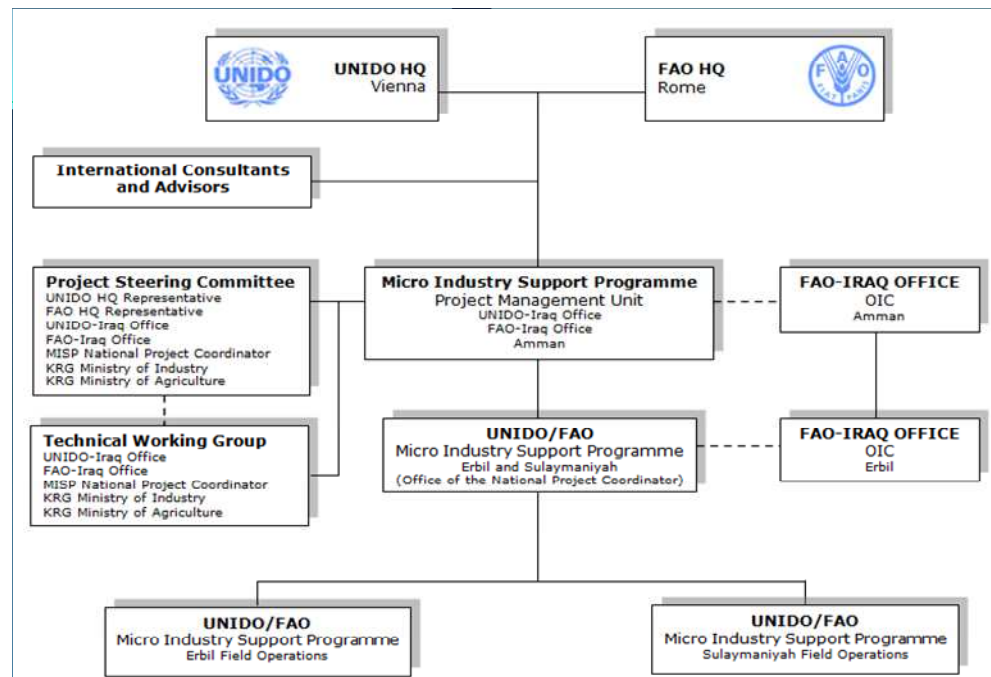 UNIDO
UNIDO HQ
Vienna
FAO HQ
Rome
F A O
FIAT PANIS
International Consultants
and Advisors
Project Steering Committee
UNIDO HQ Representative
FAO HQ Representative
UNIDO-Iraq Office
FAO-Iraq Office
MISP National Project Coordinator
KRG Ministry of Industry
KRG Ministry of Agriculture
Micro Industry Support Programme
Project Management Unit
UNIDO-Iraq Office
FAO-Iraq Office
Amman
FAO-IRAQ OFFICE
OIC
Amman
Technical Working Group
UNIDO-Iraq Office
FAO-Iraq Office
MISP National Project Coordinator
KRG Ministry of Industry
KRG Ministry of Agriculture
UNIDO/FAO
Micro Industry Support Programme
Erbil and Sulaymaniyah
(Office of the National Project Coordinator)
FAO-IRAQ OFFICE
OIC
Erbil
UNIDO/FAO
Micro Industry Support Programme
Erbil Field Operations
UNIDO/FAO
Micro Industry Support Programme
Sulaymaniyah Field Operations